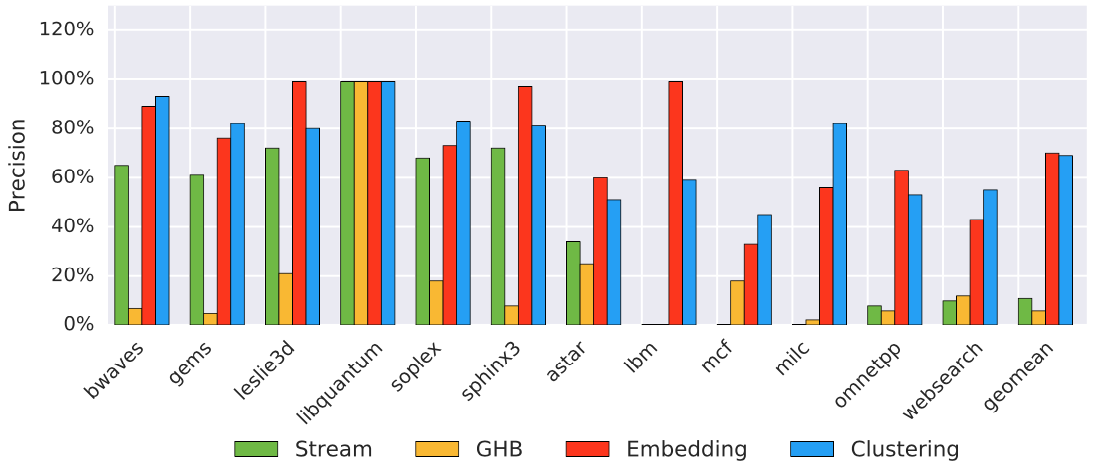 Precision
120%
100%
80%
60%
40%
20%
0%
bwaves
gems
leslie3d
libquantum
soplex
sphinx3
astar
lbm
mcf
milc
omnetpp
websearch
geomean
Stream GHB Embedding Clustering